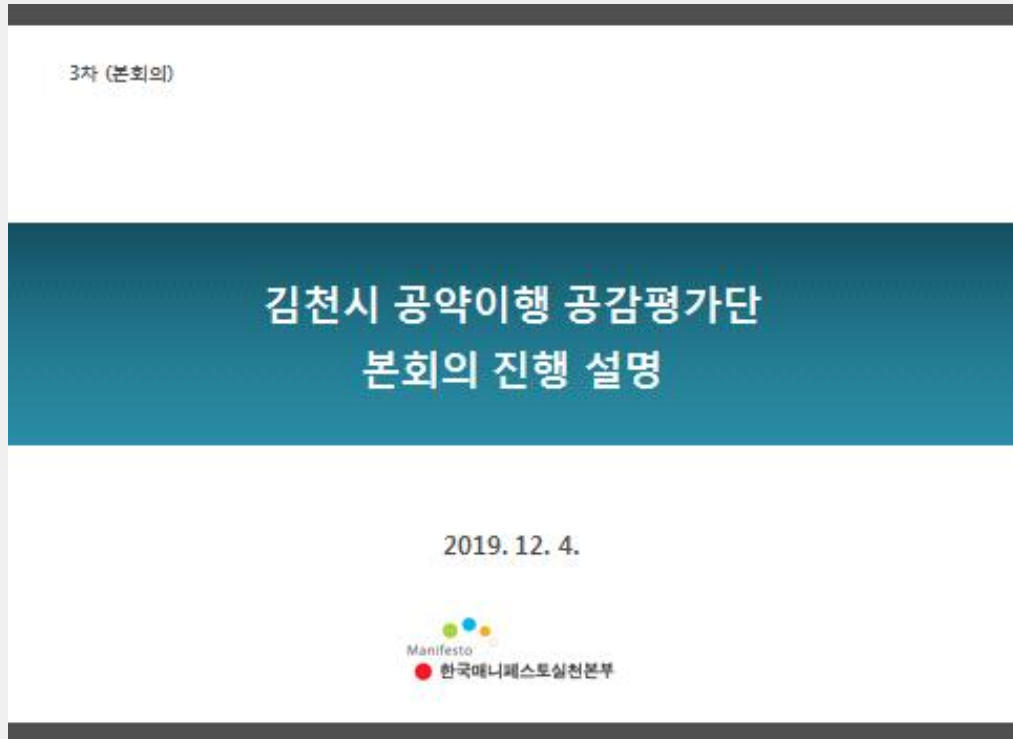 3차 (본회의)
김천시 공약이행 공감평가단
본회의 진행 설명
2019. 12. 4.
Manifesto
한국매니페스토실천본부